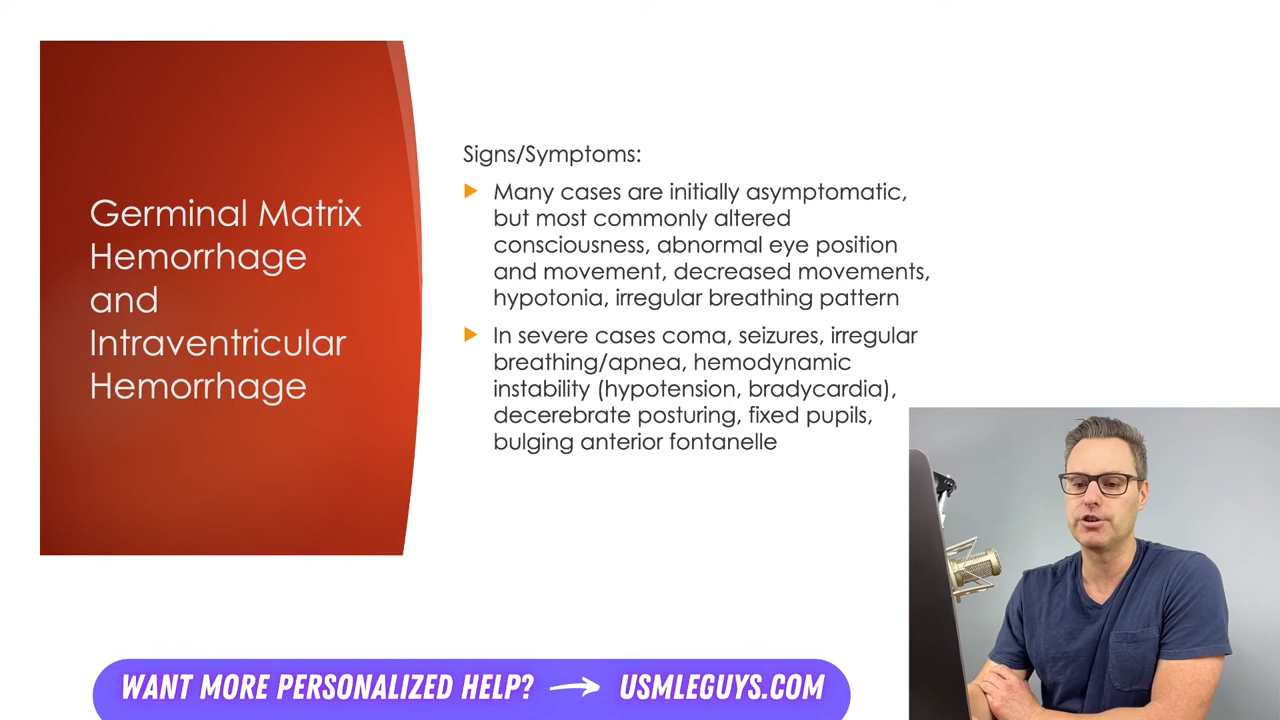 Germinal Matrix
Hemorrhage
and
Intraventricular
Hemorrhage
Signs/Symptoms:
Many cases are initially asymptomatic,
but most commonly altered
consciousness, abnormal eye position
and movement, decreased movements,
hypotonia, irregular breathing pattern
In severe cases coma, seizures, irregular
breathing/apnea, hemodynamic
instability (hypotension, bradycardia),
decerebrate posturing, fixed pupils,
bulging anterior fontanelle
WANT MORE PERSONALIZED HELP? → USMLEGUYS.COM